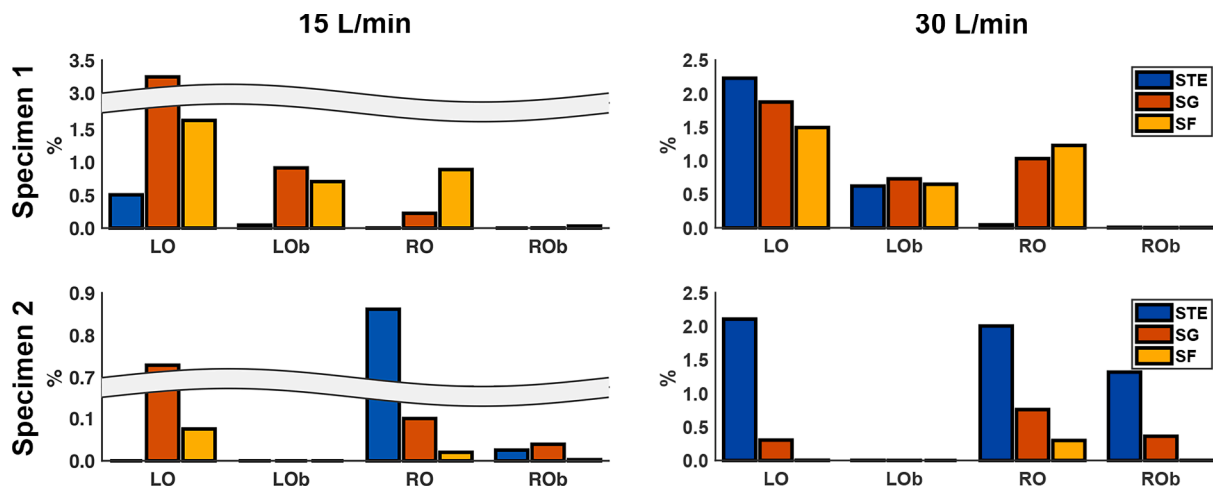 15 L/min
30 L/min
Specimen 1
%
3.5
3.0
1.5
1.0
0.5
0.0
LO LOb RO ROb
%
2.5
2.0
1.5
1.0
0.5
0.0
LO LOb RO ROb
STE
SG
SF
Specimen 2
%
0.9
0.8
0.7
0.1
0.0
LO LOb RO ROb
%
2.5
2.0
1.5
1.0
0.5
0.0
LO LOb RO ROb
STE
SG
SF